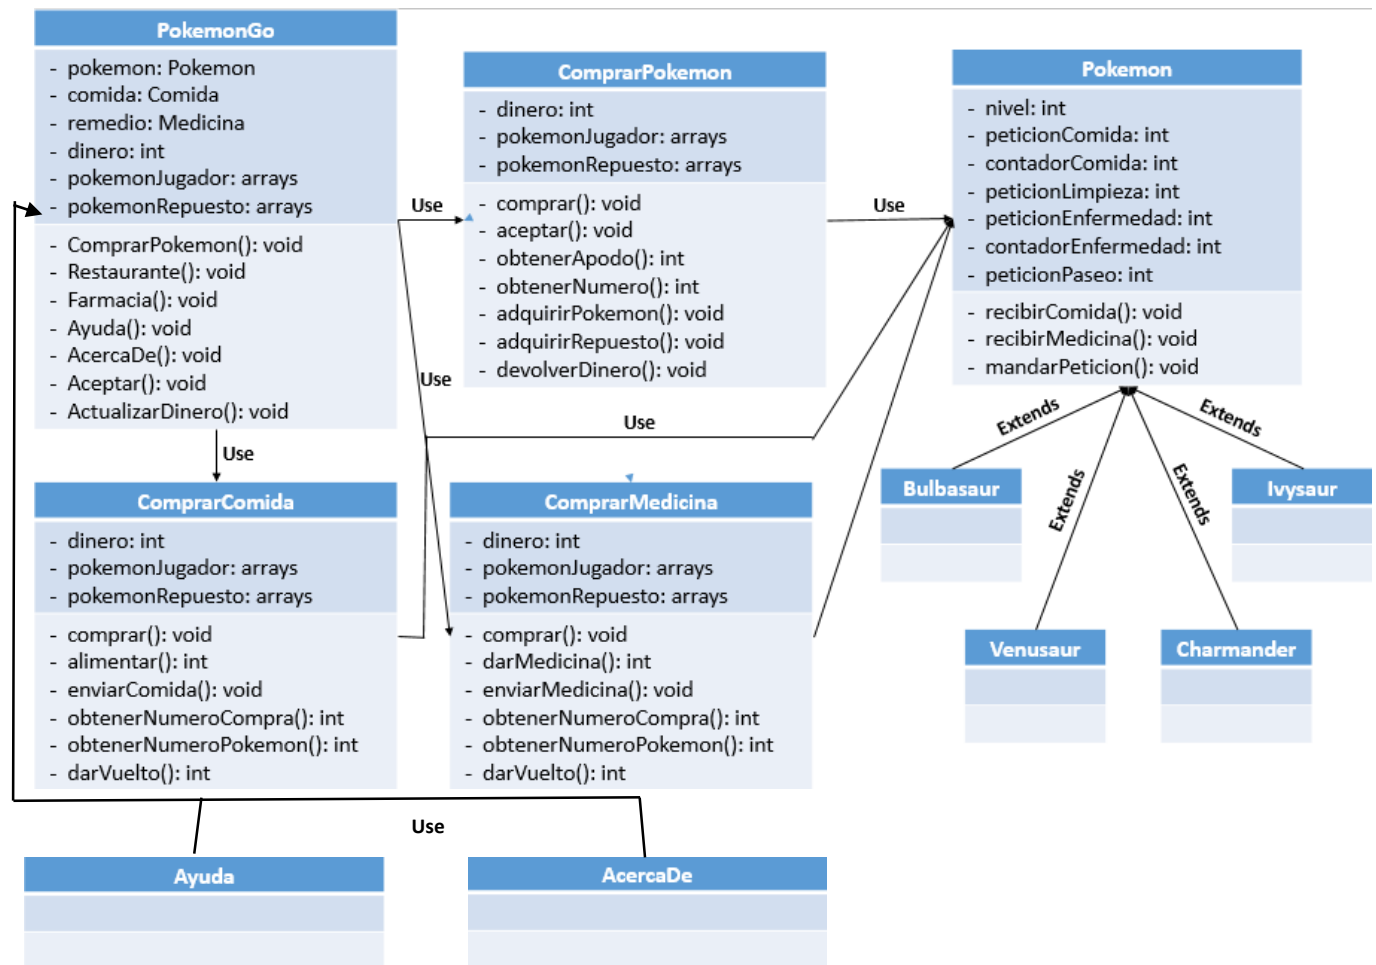 PokemonGo
- pokemon: Pokemon
- comida: Comida
- remedio: Medicina
- dinero: int
- pokemonJugador: arrays
- pokemonRepuesto: arrays
- ComprarPokemon(): void
- Restaurante(): void
- Farmacia(): void
- Ayuda(): void
- AcercaDe(): void
- Aceptar(): void
- ActualizarDinero(): void
Use
ComprarPokemon
- dinero: int
- pokemonJugador: arrays
- pokemonRepuesto: arrays
- comprar(): void
- aceptar(): void
- obtenerApodo(): int
- obtenerNumero(): int
- adquirirPokemon(): void
- adquirirRepuesto(): void
- devolverDinero(): void
Use
Pokemon
- nivel: int
- peticionComida: int
- contadorComida: int
- peticionLimpieza: int
- peticionEnfermedad: int
- contadorEnfermedad: int
- peticionPaseo: int
- recibirComida(): void
- recibirMedicina(): void
- mandarPeticion(): void
Use
Use
Use
Extends
Extends
Extends
Extends
ComprarComida
- dinero: int
- pokemonJugador: arrays
- pokemonRepuesto: arrays
- comprar(): void
- alimentar(): int
- enviarComida(): void
- obtenerNumeroCompra(): int
- obtenerNumeroPokemon(): int
- darVuelto(): int
ComprarMedicina
- dinero: int
- pokemonJugador: arrays
- pokemonRepuesto: arrays
- comprar(): void
- darMedicina(): int
- enviarMedicina(): void
- obtenerNumeroCompra(): int
- obtenerNumeroPokemon(): int
- darVuelto(): int
Bulbasaur
Ivysaur
Venusaur
Charmander
Use
Ayuda
AcercaDe